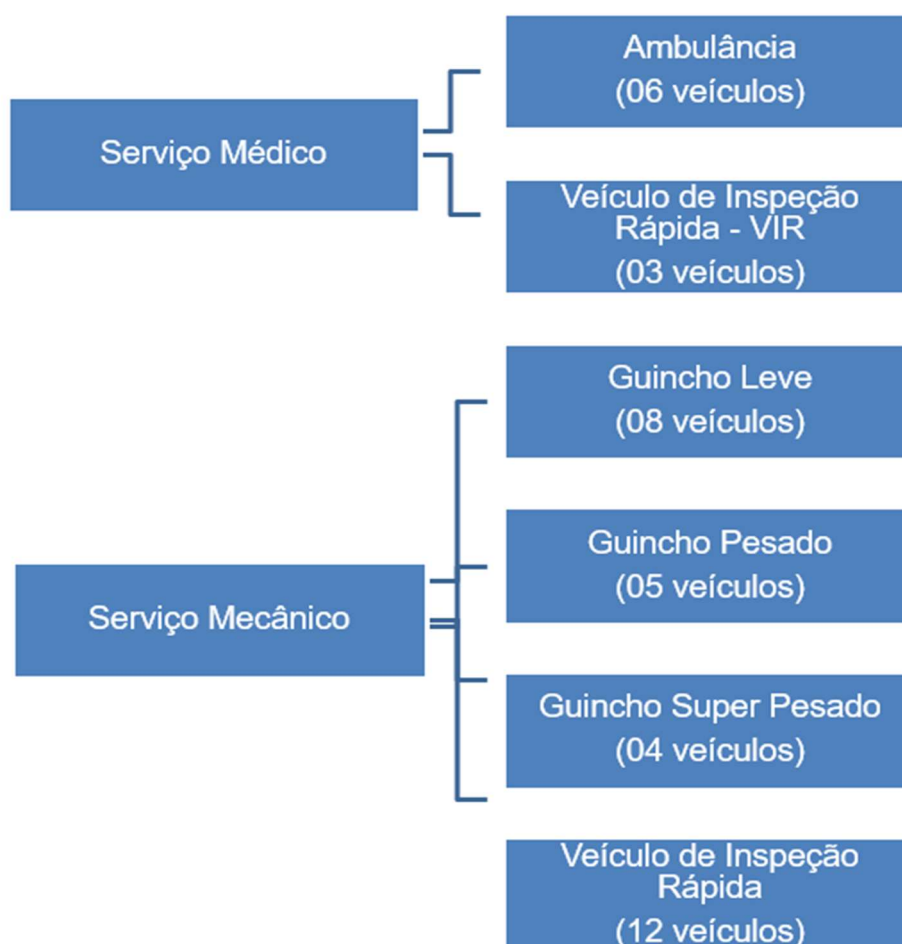 Serviço Médico
Ambulância
(06 veículos)
Veículo de Inspeção
Rápida - VIR
(03 veículos)
Serviço Mecânico
Guincho Leve
(08 veículos)
Guincho Pesado
(05 veículos)
Guincho Super Pesado
(04 veículos)
Veículo de Inspeção
Rápida
(12 veículos)